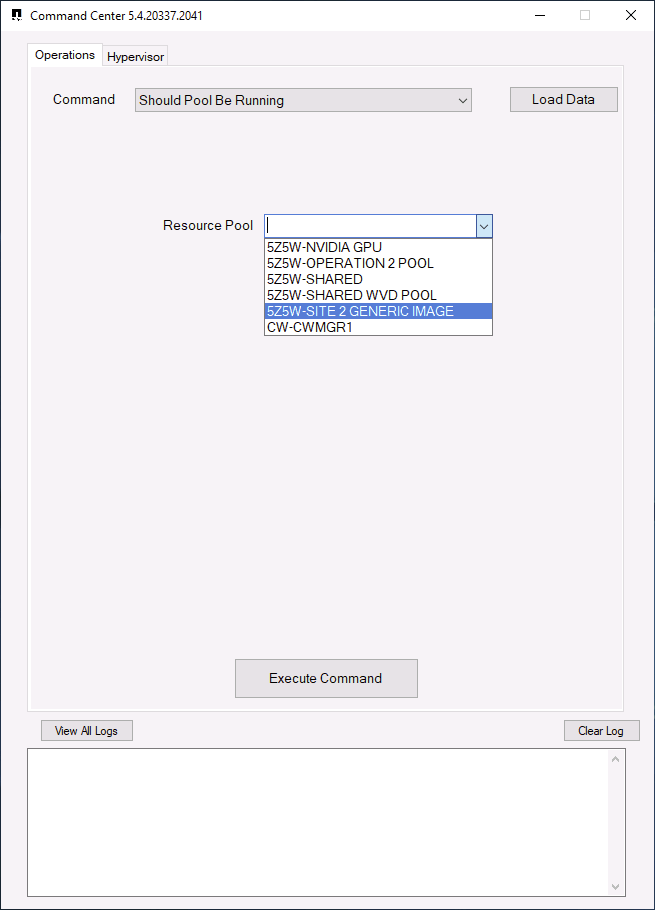 Command Center 5.4.20337.2041
Operations
Hypervisor
Command
Should Pool Be Running
Load Data
Resource Pool
5Z5W-NVIDIA GPU
5Z5W-OPERATION 2 POOL
5Z5W-SHARED
5Z5W-SHARED WVD POOL
5Z5W-SITE 2 GENERIC IMAGE
CW-CWMGR1
Execute Command
View All Logs
Clear Log